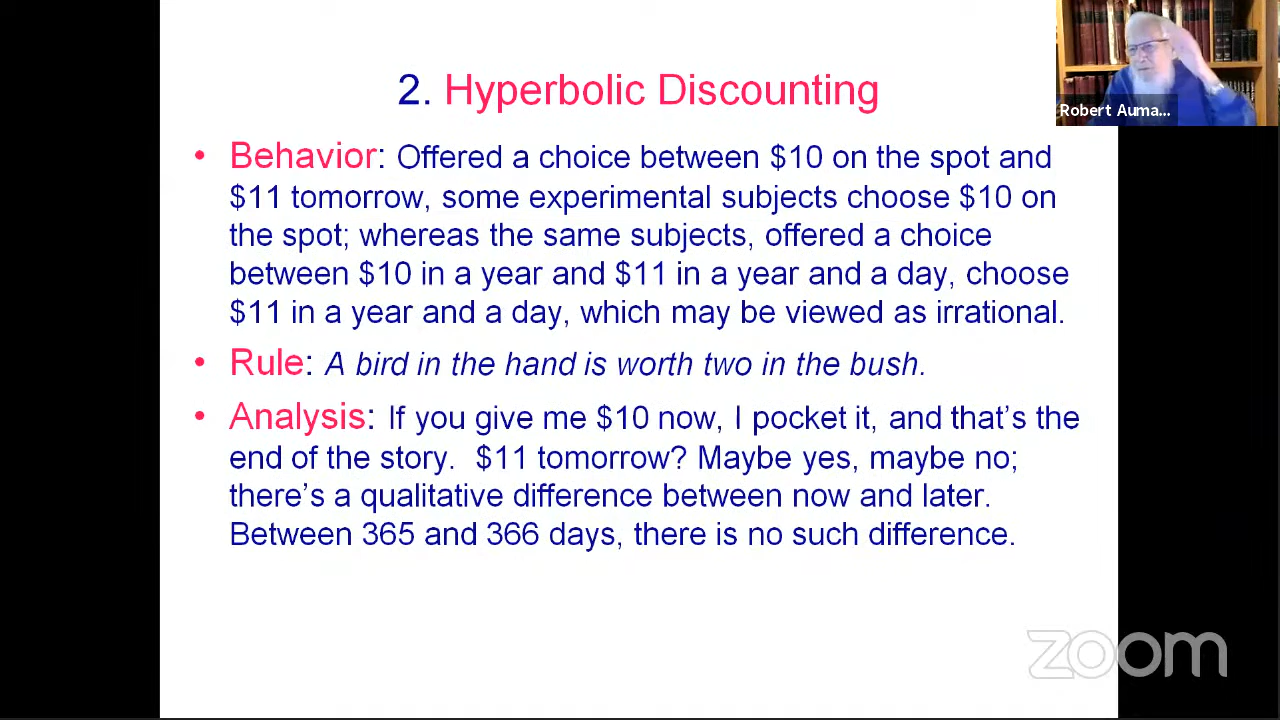 2. Hyperbolic Discounting
• Behavior: Offered a choice between $10 on the spot and
$11 tomorrow, some experimental subjects choose $10 on
the spot; whereas the same subjects, offered a choice
between $10 in a year and $11 in a year and a day, choose
$11 in a year and a day, which may be viewed as irrational.
• Rule: A bird in the hand is worth two in the bush.
• Analysis: If you give me $10 now, I pocket it, and that’s the
end of the story. $11 tomorrow? Maybe yes, maybe no;
there’s a qualitative difference between now and later.
Between 365 and 366 days, there is no such difference.
Robert Auma...
zoom